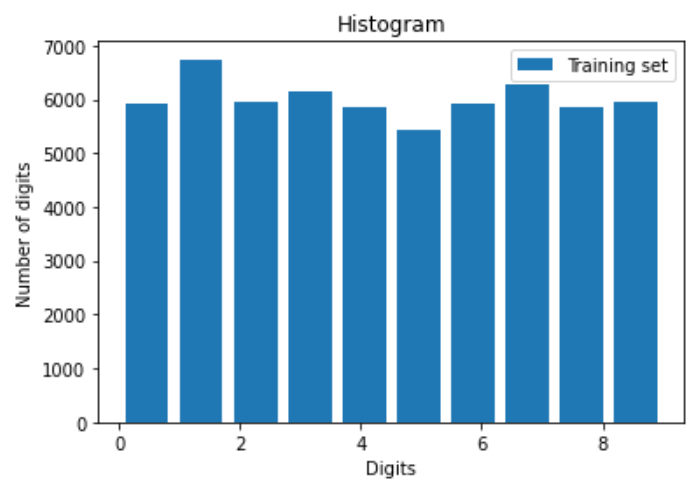 Histogram
Training set
7000
6000
5000
4000
3000
2000
1000
0
Number of digits
0 2 4 6 8
Digits